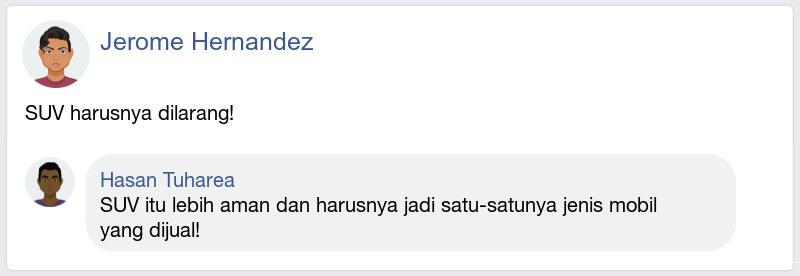 Jerome Hernandez
SUV harusnya dilarang!
Hasan Tuharea
SUV itu lebih aman dan harusnya jadi satu-satunya jenis mobil
yang dijual!